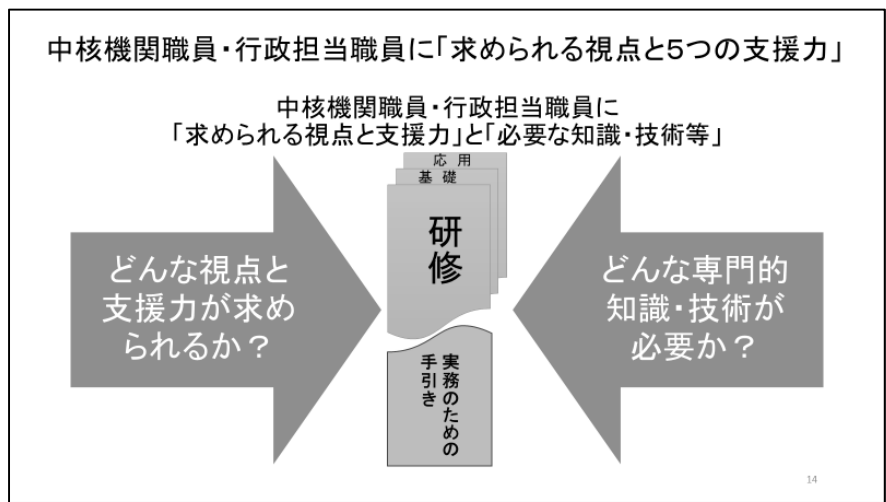 中核機関職員・行政担当職員に「求められる視点と5つの支援力」
中核機関職員・行政担当職員に
「求められる視点と支援力」と「必要な知識・技術等」
どんな視点と
支援力が求め
られるか？
応 用
基 礎
研
修
実務のための
手引き
どんな専門的
知識・技術が
必要か？
14